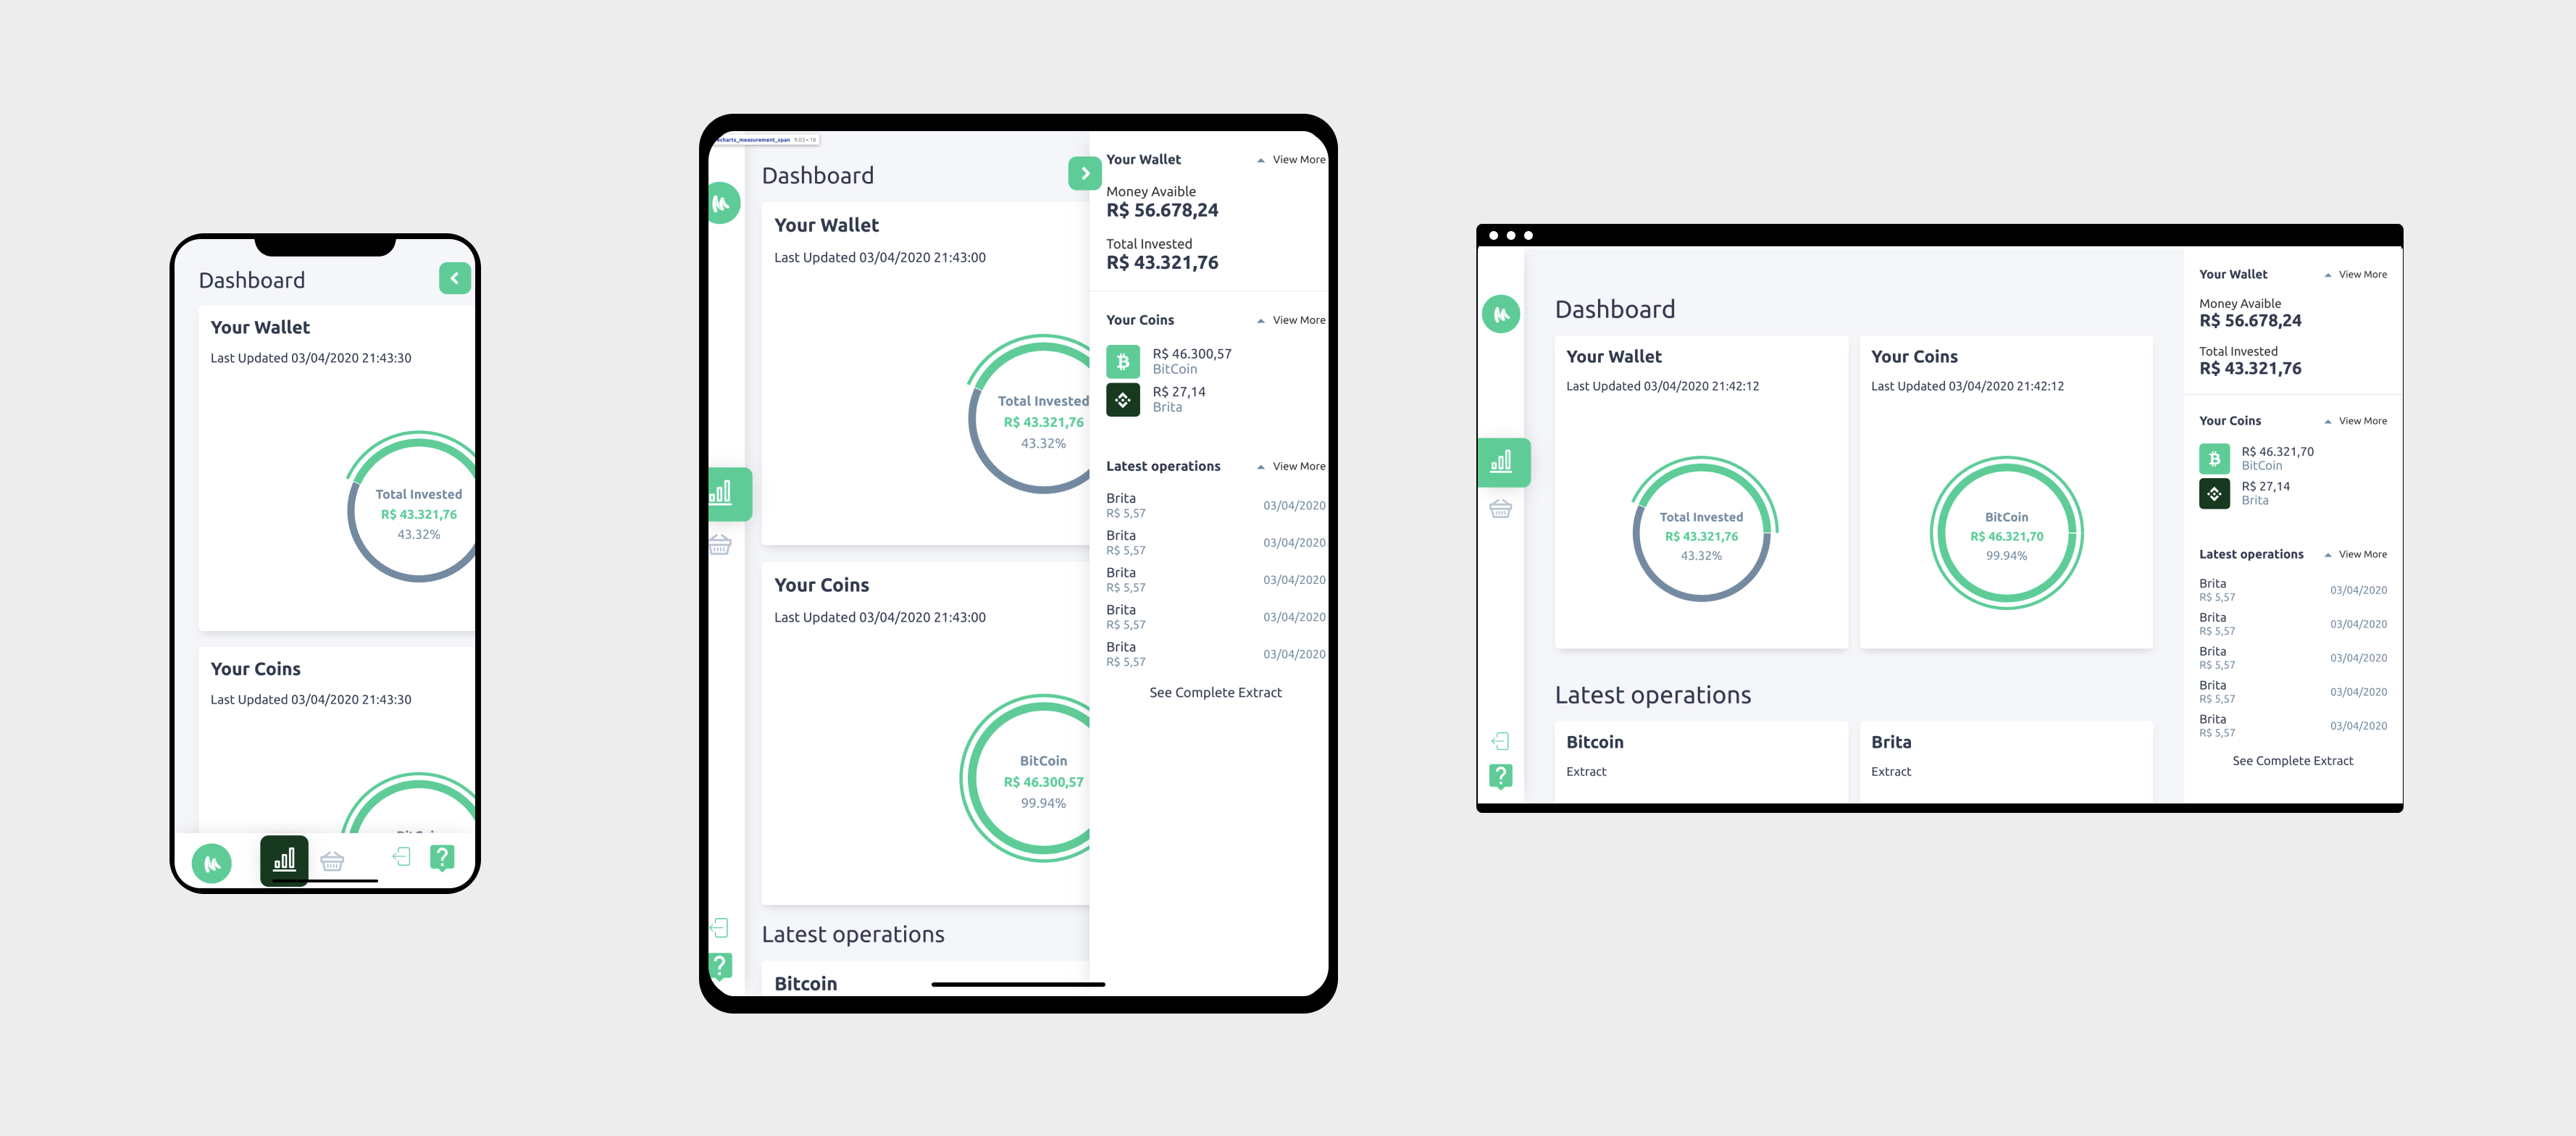 Dashboard
Your Wallet
Last Updated 03/04/2020 21:43:30
Total Invested
R$ 43.321,76
43.32%
Your Coins
Last Updated 03/04/2020 21:43:30
echarts_measurement_span 9.03 × 18
Dashboard
Your Wallet
Last Updated 03/04/2020 21:43:00
Total Invested
R$ 43.321,76
43.32%
Your Coins
Last Updated 03/04/2020 21:43:00
BitCoin
R$ 46.300,57
99.94%
Latest operations
Bitcoin
Your Wallet View More
Money Avaible
R$ 56.678,24
Total Invested
R$ 43.321,76
Your Coins View More
R$ 46.300,57
BitCoin
R$ 27,14
Brita
Latest operations View More
Brita
R$ 5,57 03/04/2020
Brita
R$ 5,57 03/04/2020
Brita
R$ 5,57 03/04/2020
Brita
R$ 5,57 03/04/2020
Brita
R$ 5,57 03/04/2020
See Complete Extract
Dashboard
Your Wallet
Last Updated 03/04/2020 21:42:12
Total Invested
R$ 43.321,76
43.32%
Your Coins
Last Updated 03/04/2020 21:42:12
BitCoin
R$ 46.321,70
99.94%
Latest operations
Bitcoin
Extract
Brita
Extract
Your Wallet View More
Money Avaible
R$ 56.678,24
Total Invested
R$ 43.321,76
Your Coins View More
R$ 46.321,70
BitCoin
R$ 27,14
Brita
Latest operations View More
Brita
R$ 5,57 03/04/2020
Brita
R$ 5,57 03/04/2020
Brita
R$ 5,57 03/04/2020
Brita
R$ 5,57 03/04/2020
Brita
R$ 5,57 03/04/2020
See Complete Extract